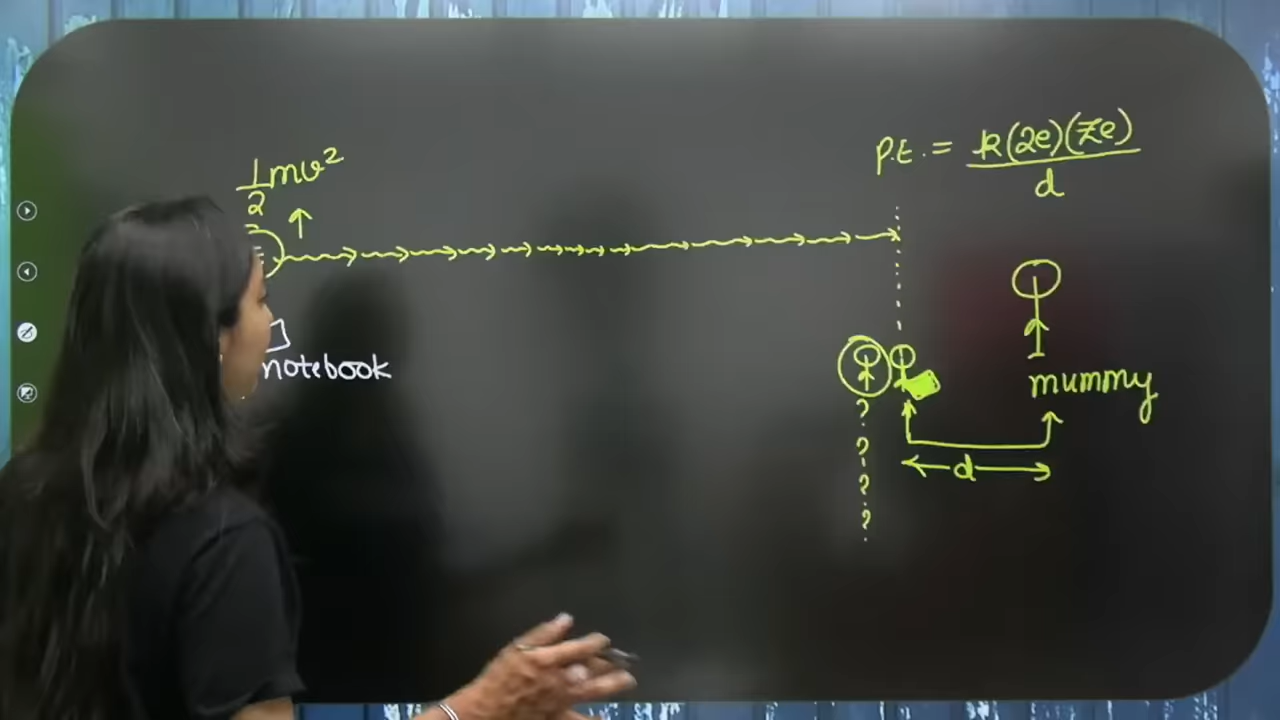 1/2 mv²
P.E. = k(2e)(Ze)/d
notebook
mummy
?
?
d
?
?